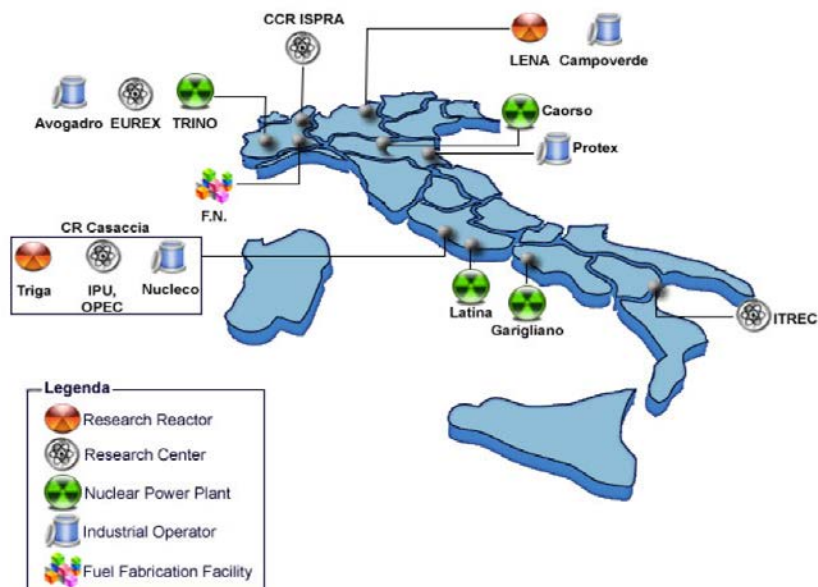 CCR ISPRA
LENA Campoverde
Avogadro EUREX TRINO
Caorso
Protex
F.N.
CR Casaccia
Triga IPU, OPEC Nucleco
Latina
Garigliano
ITREC
Legenda
Research Reactor
Research Center
Nuclear Power Plant
Industrial Operator
Fuel Fabrication Facility